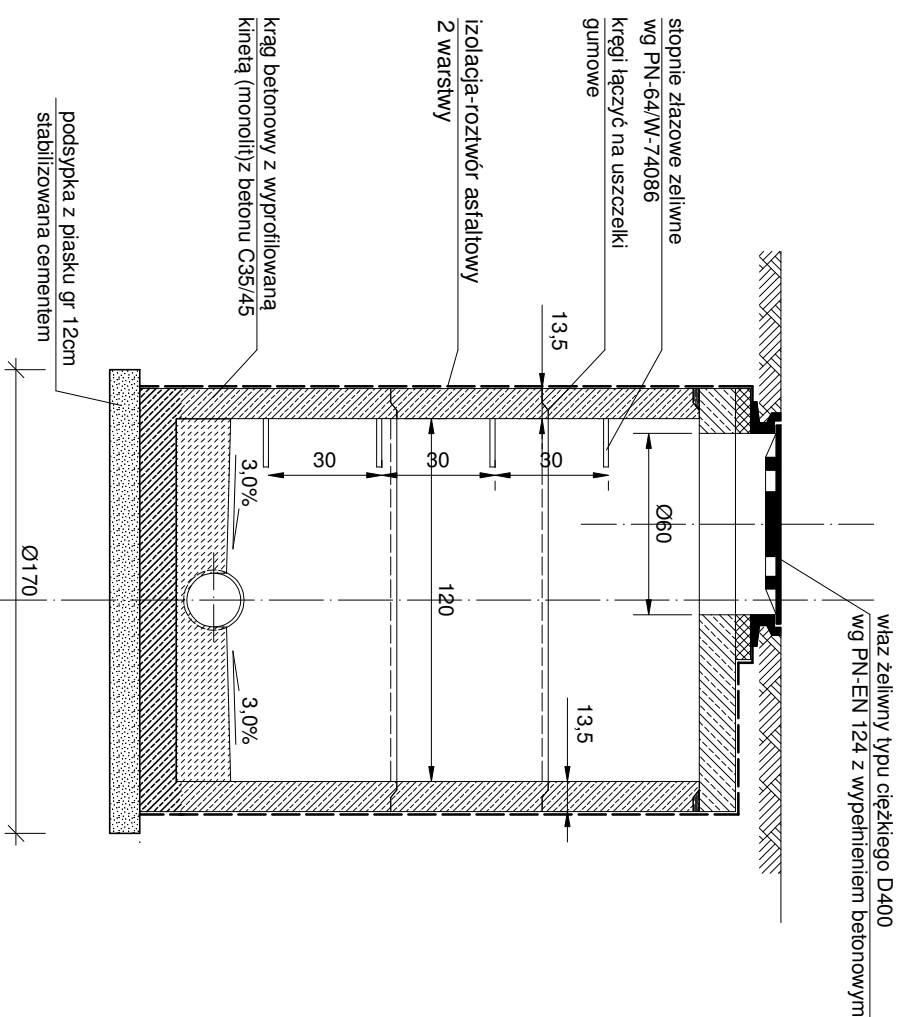 właz żeliwny typu ciężkiego D400
wg PN-EN 124 z wypełnieniem betonowym
stopnie złazowe zeliwne
wg PN-64/W-74086
kręgi łączyć na uszczelki
gumowe
izolacja-roztwór asfaltowy
2 warstwy
krąg betonowy z wyprofilowaną
kinetą (monolit)z betonu C35/45
podsypka z piasku gr 12cm
stabilizowana cementem
Ø60
13,5
13,5
30
30
30
120
3,0%
3,0%
Ø170